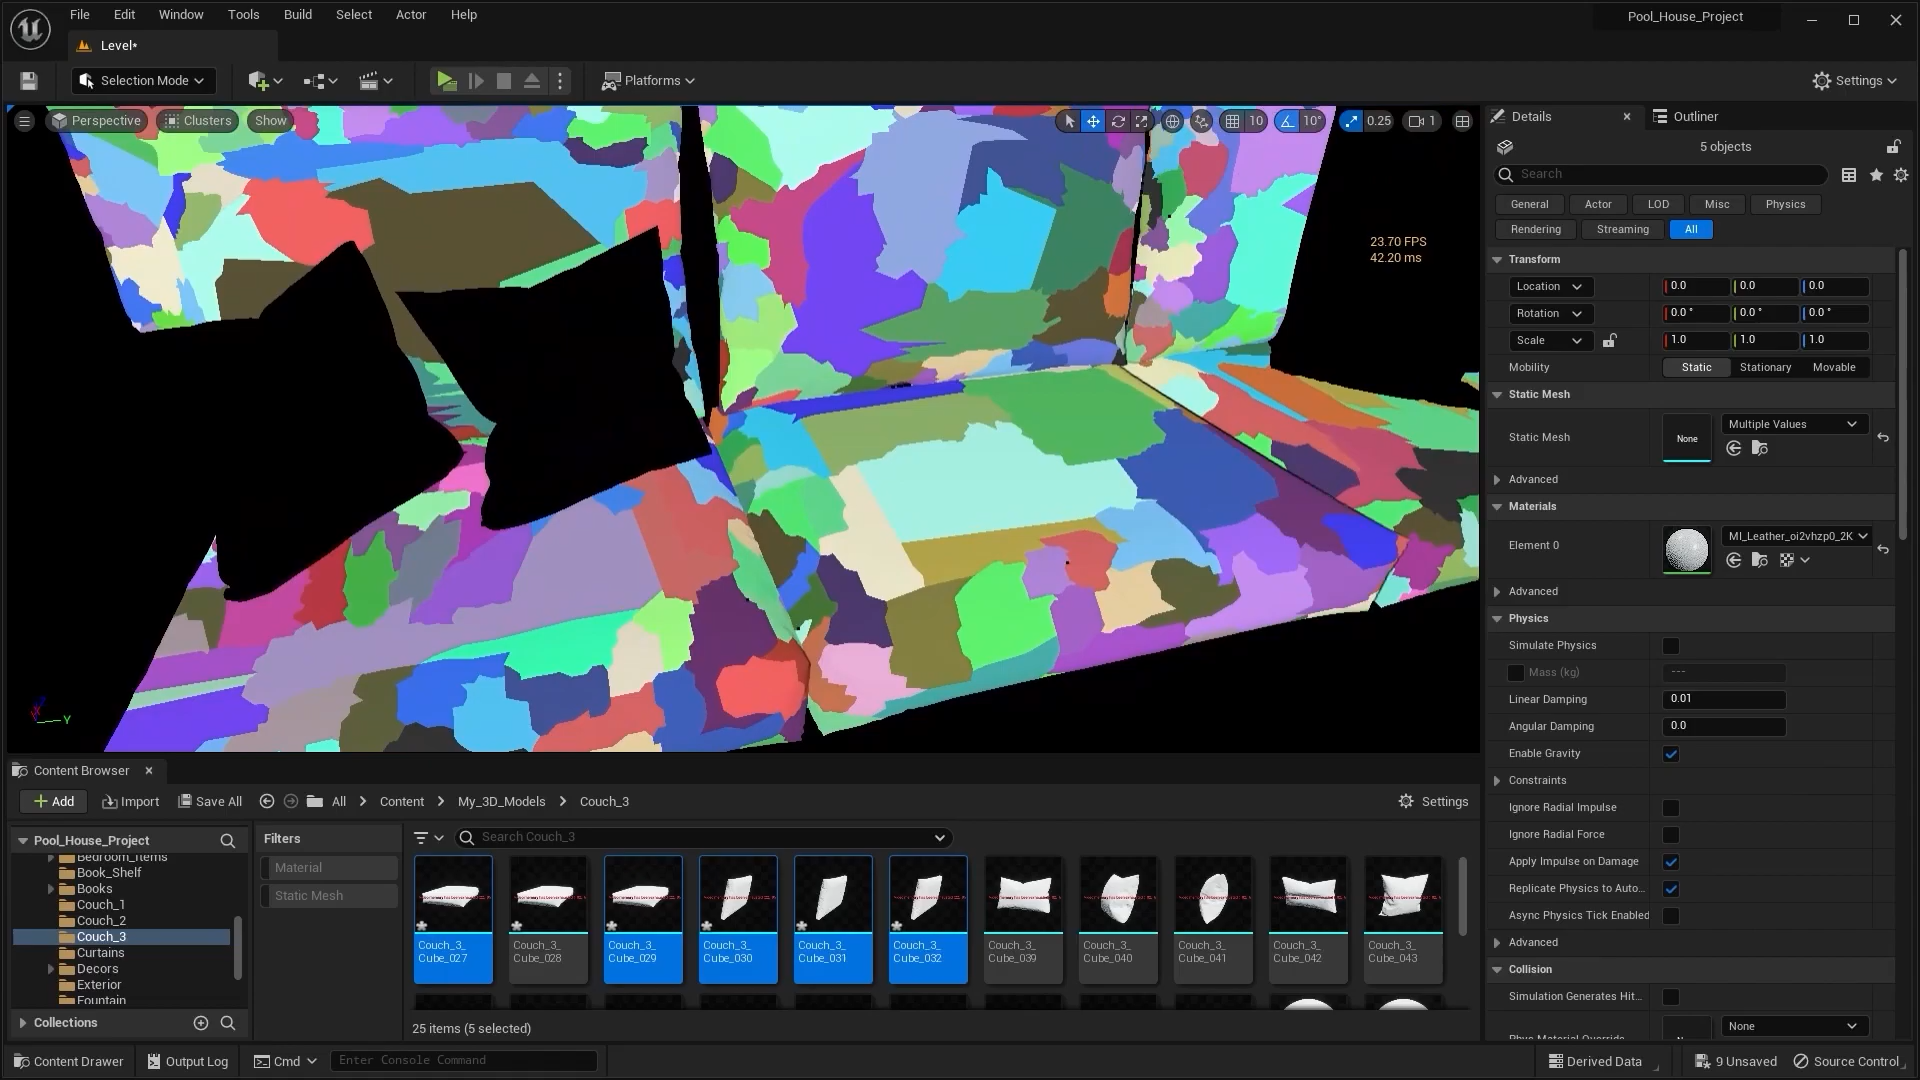 File Edit Window Tools Build Select Actor Help
Pool_House_Project
Level*
Selection Mode
Platforms
Settings
Perspective Clusters Show
10 10° 0.25 1
23.70 FPS
42.20 ms
Details
Outliner
5 objects
Search
General Actor LOD Misc Physics
Rendering Streaming All
Transform
Location 0.0 0.0 0.0
Rotation 0.0 ° 0.0 ° 0.0 °
Scale 1.0 1.0 1.0
Mobility Static Stationary Movable
Static Mesh
Static Mesh None Multiple Values
Advanced
Materials
Element 0 MI_Leather_oi2vhzp0_2K
Advanced
Physics
Simulate Physics
Mass (kg) ---
Linear Damping 0.01
Angular Damping 0.0
Enable Gravity
Constraints
Ignore Radial Impulse
Ignore Radial Force
Apply Impulse on Damage
Replicate Physics to Auto...
Async Physics Tick Enabled
Advanced
Collision
Simulation Generates Hit...
Phys Material Override None
X Y
Content Browser
Add Import Save All All Content My_3D_Models Couch_3 Settings
Pool_House_Project
Bedroom_Items
Book_Shelf
Books
Couch_1
Couch_2
Couch_3
Curtains
Decors
Exterior
Fountain
Collections
Filters
Material
Static Mesh
Search Couch_3
Couch_3_
Cube_027
Couch_3_
Cube_028
Couch_3_
Cube_029
Couch_3_
Cube_030
Couch_3_
Cube_031
Couch_3_
Cube_032
Couch_3_
Cube_039
Couch_3_
Cube_040
Couch_3_
Cube_041
Couch_3_
Cube_042
Couch_3_
Cube_043
25 items (5 selected)
Content Drawer Output Log Cmd Enter Console Command
Derived Data 9 Unsaved Source Control